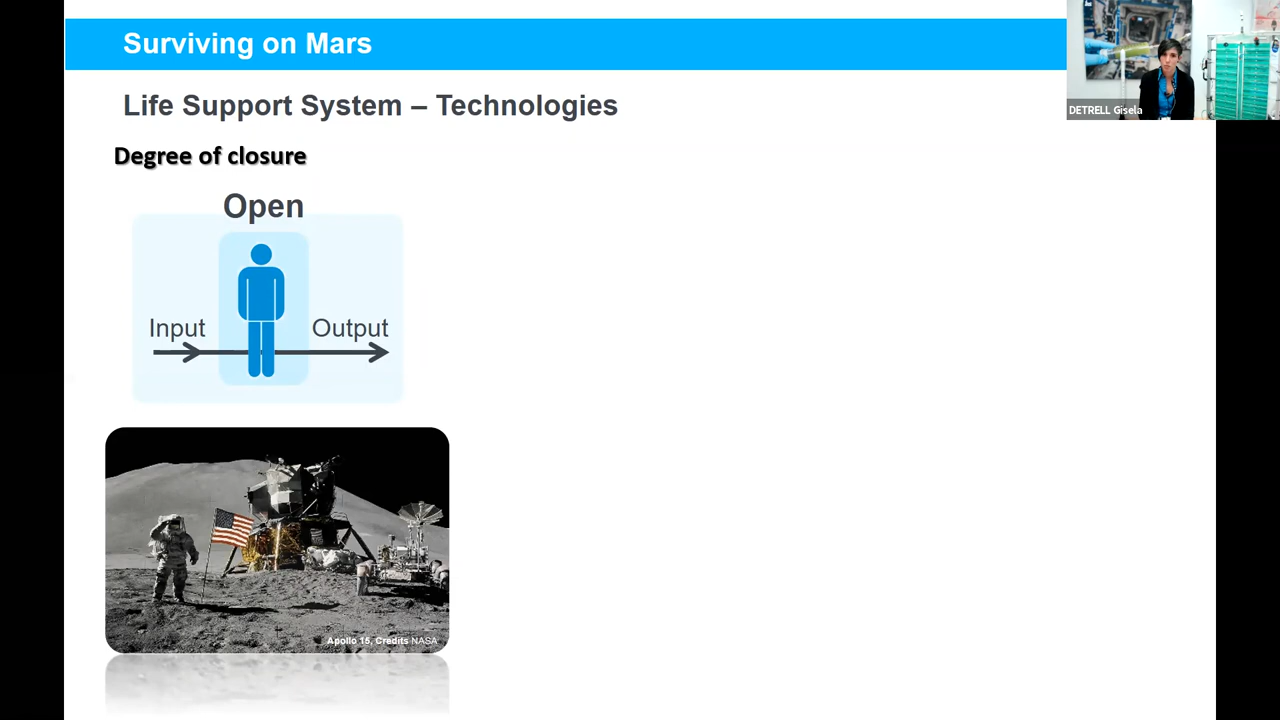 Surviving on Mars
DETRELL Gisela
Life Support System – Technologies
Degree of closure
Open
Input
Output
Apollo 15, Credits NASA